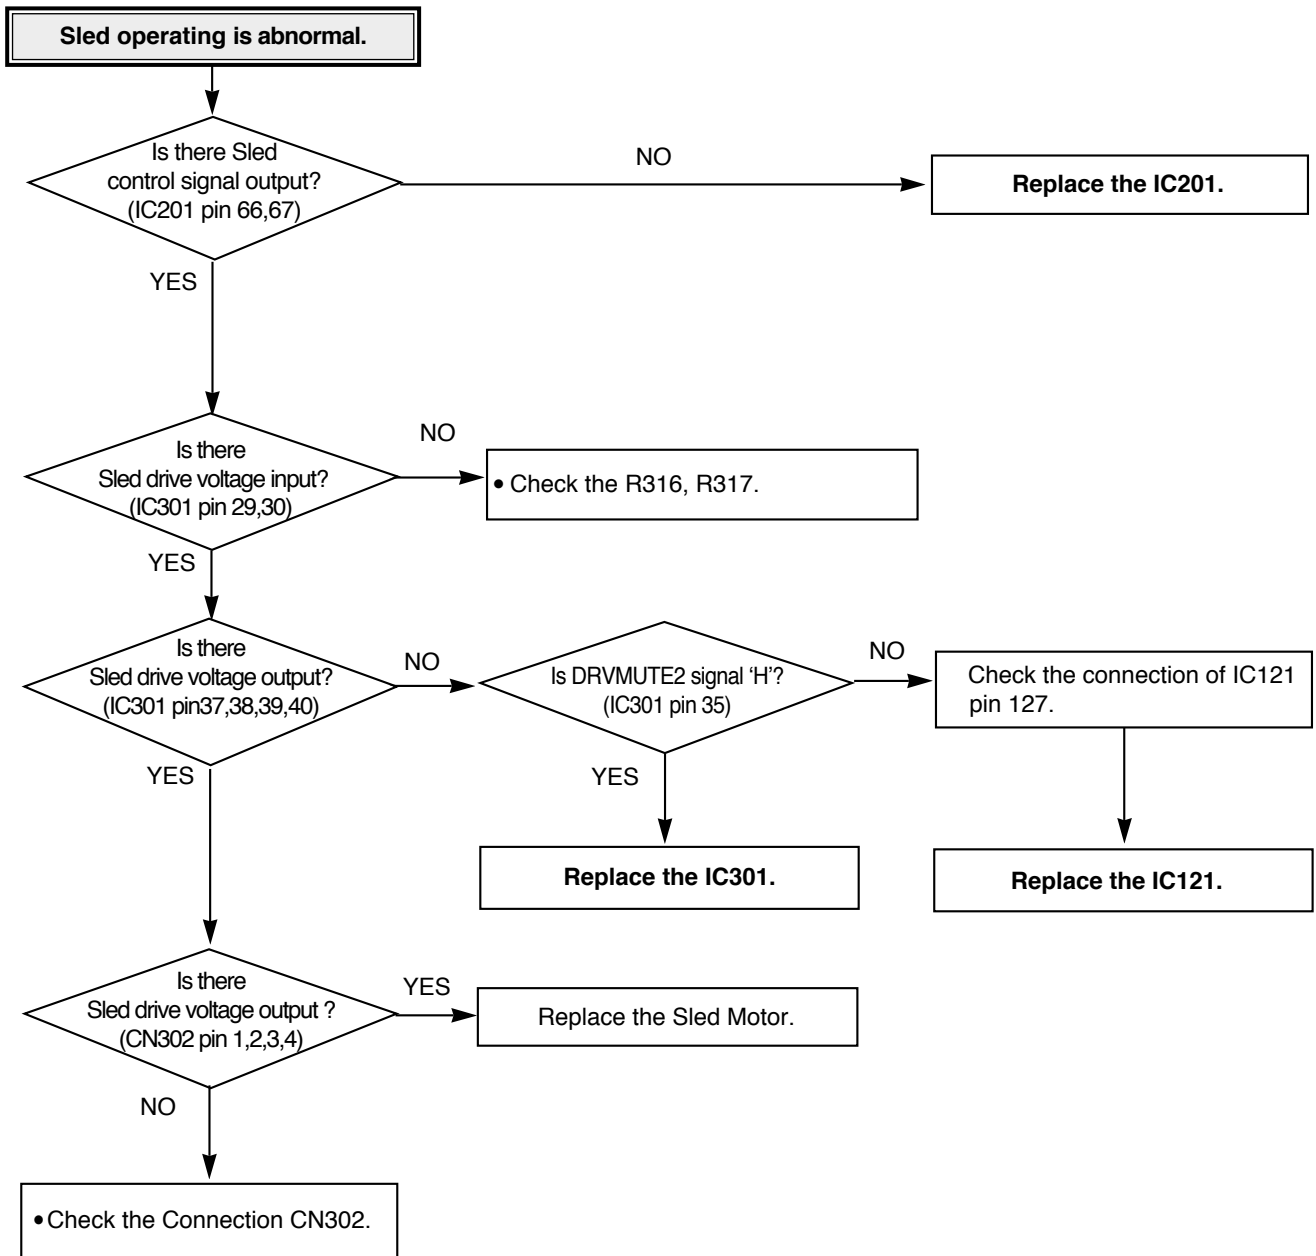 Sled operating is abnormal.
Is there Sled
control signal output?
(IC201 pin 66,67)
NO
Replace the IC201.
YES
Is there
Sled drive voltage input?
(IC301 pin 29,30)
NO
• Check the R316, R317.
YES
Is there
Sled drive voltage output?
(IC301 pin37,38,39,40)
NO
Is DRVMUTE2 signal ‘H’?
(IC301 pin 35)
NO
Check the connection of IC121
pin 127.
YES
YES
Replace the IC301.
Replace the IC121.
Is there
Sled drive voltage output ?
(CN302 pin 1,2,3,4)
YES
Replace the Sled Motor.
NO
• Check the Connection CN302.